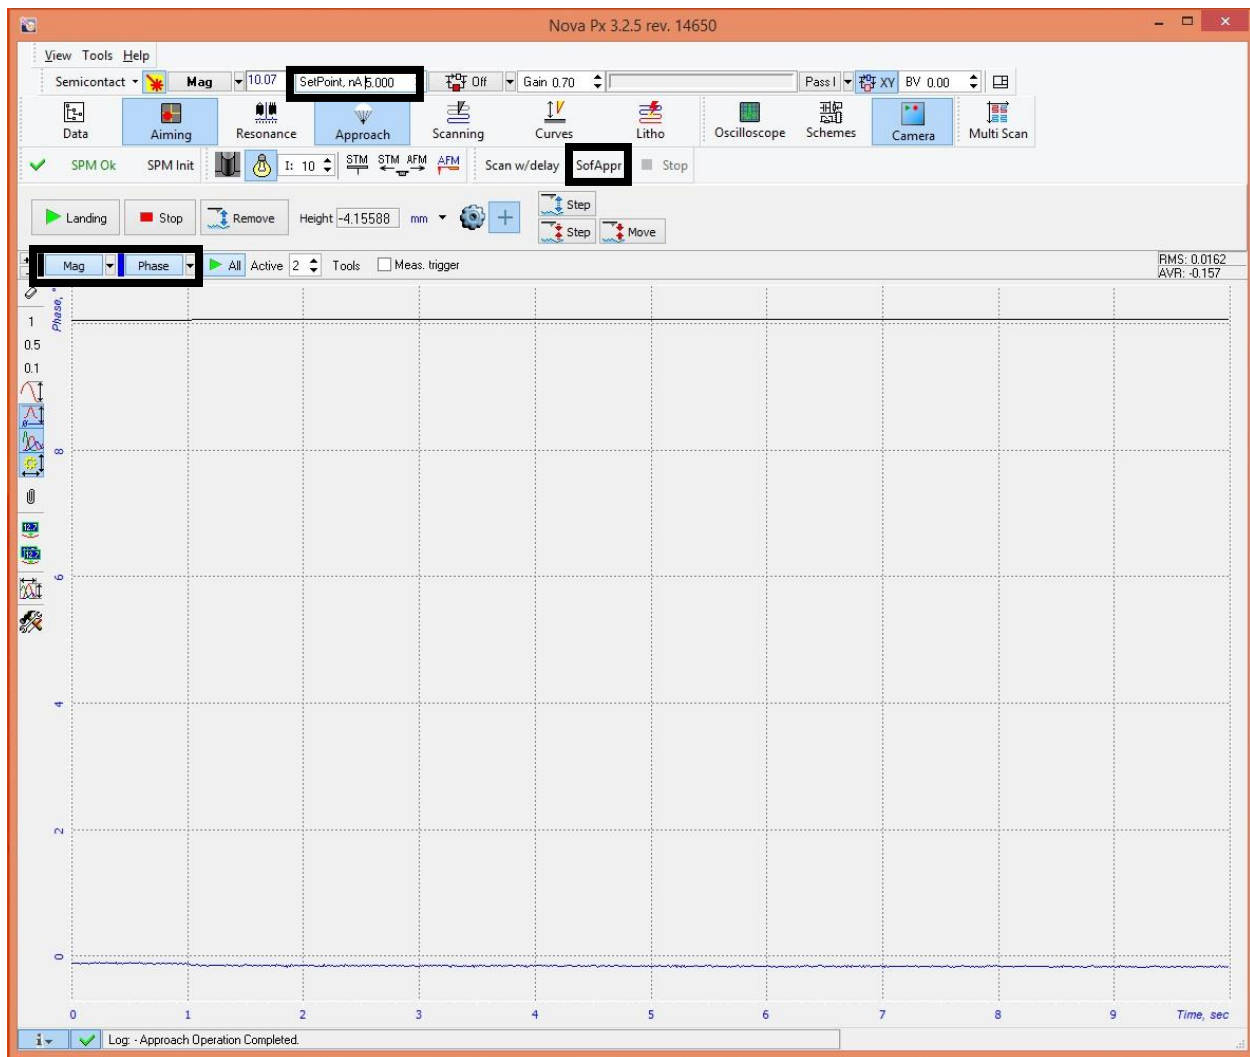 Nova Px 3.2.5 rev. 14650
View Tools Help
Semicontact Mag 10.07 SetPoint, nA 5.000 Off Gain 0.70 Pass I XY BV 0.00
Data Aiming Resonance Approach Scanning Curves Litho Oscilloscope Schemes Camera Multi Scan
SPM Ok SPM Init I: 10 STM STM AFM AFM Scan w/delay SofAppr Stop
Landing Stop Remove Height -4.15588 mm Step
Step Move
Mag Phase All Active 2 Tools Meas. trigger
RMS: 0.0162
AVR: -0.157
Phase, °
1
0.5
0.1
8
6
4
2
0
0 1 2 3 4 5 6 7 8 9 Time, sec
i Log: - Approach Operation Completed.